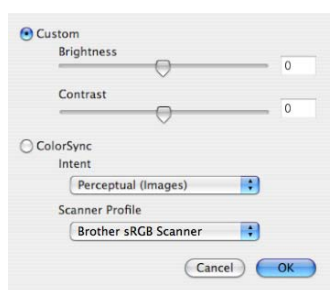 Custom
Brightness
0
Contrast
0
ColorSync
Intent
Perceptual (Images)
Scanner Profile
Brother sRGB Scanner
Cancel OK